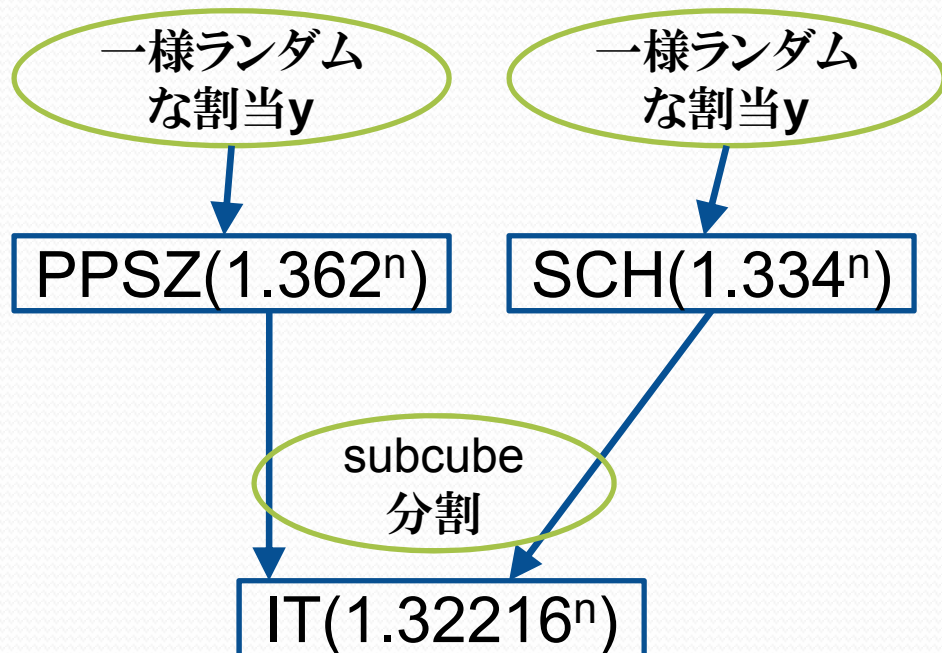 一様ランダム
な割当y
一様ランダム
な割当y
PPSZ(1.362ⁿ)
SCH(1.334ⁿ)
subcube
分割
IT(1.32216ⁿ)